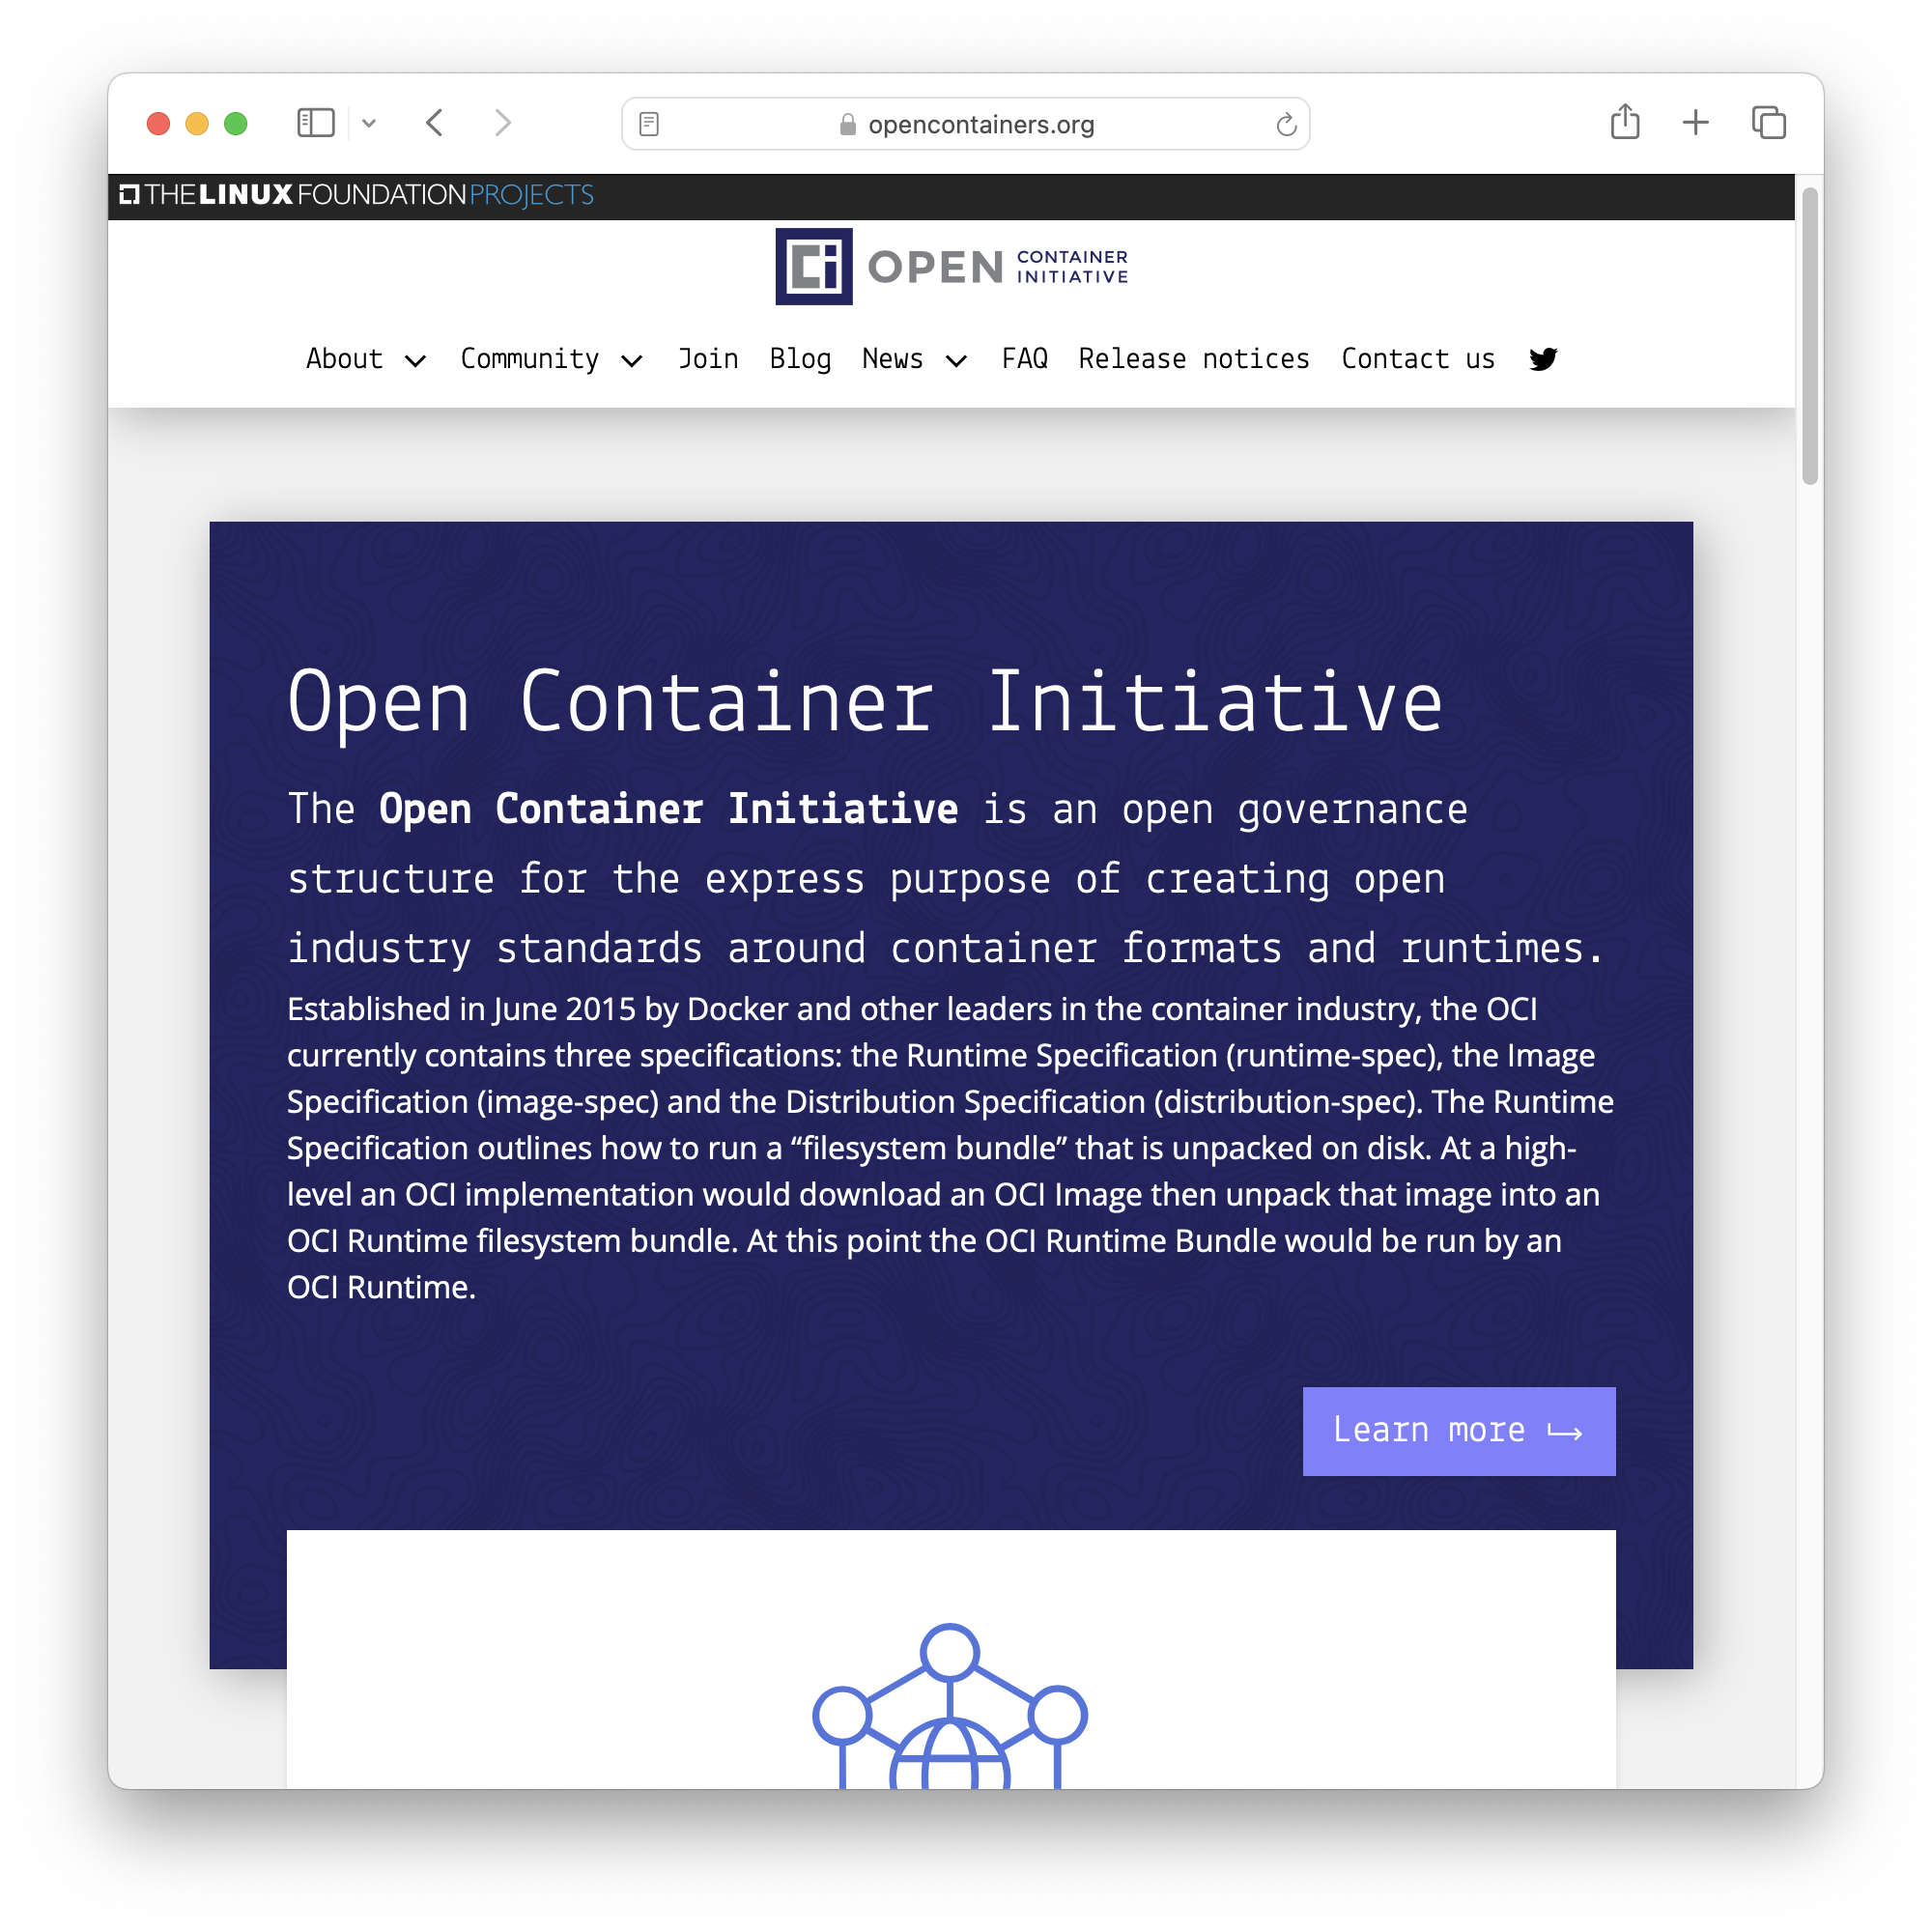 opencontainers.org
THE LINUX FOUNDATION PROJECTS
Ci OPEN CONTAINER INITIATIVE
About Community Join Blog News FAQ Release notices Contact us
Open Container Initiative
The Open Container Initiative is an open governance
structure for the express purpose of creating open
industry standards around container formats and runtimes.
Established in June 2015 by Docker and other leaders in the container industry, the OCI
currently contains three specifications: the Runtime Specification (runtime-spec), the Image
Specification (image-spec) and the Distribution Specification (distribution-spec). The Runtime
Specification outlines how to run a “filesystem bundle” that is unpacked on disk. At a high-
level an OCI implementation would download an OCI Image then unpack that image into an
OCI Runtime filesystem bundle. At this point the OCI Runtime Bundle would be run by an
OCI Runtime.
Learn more